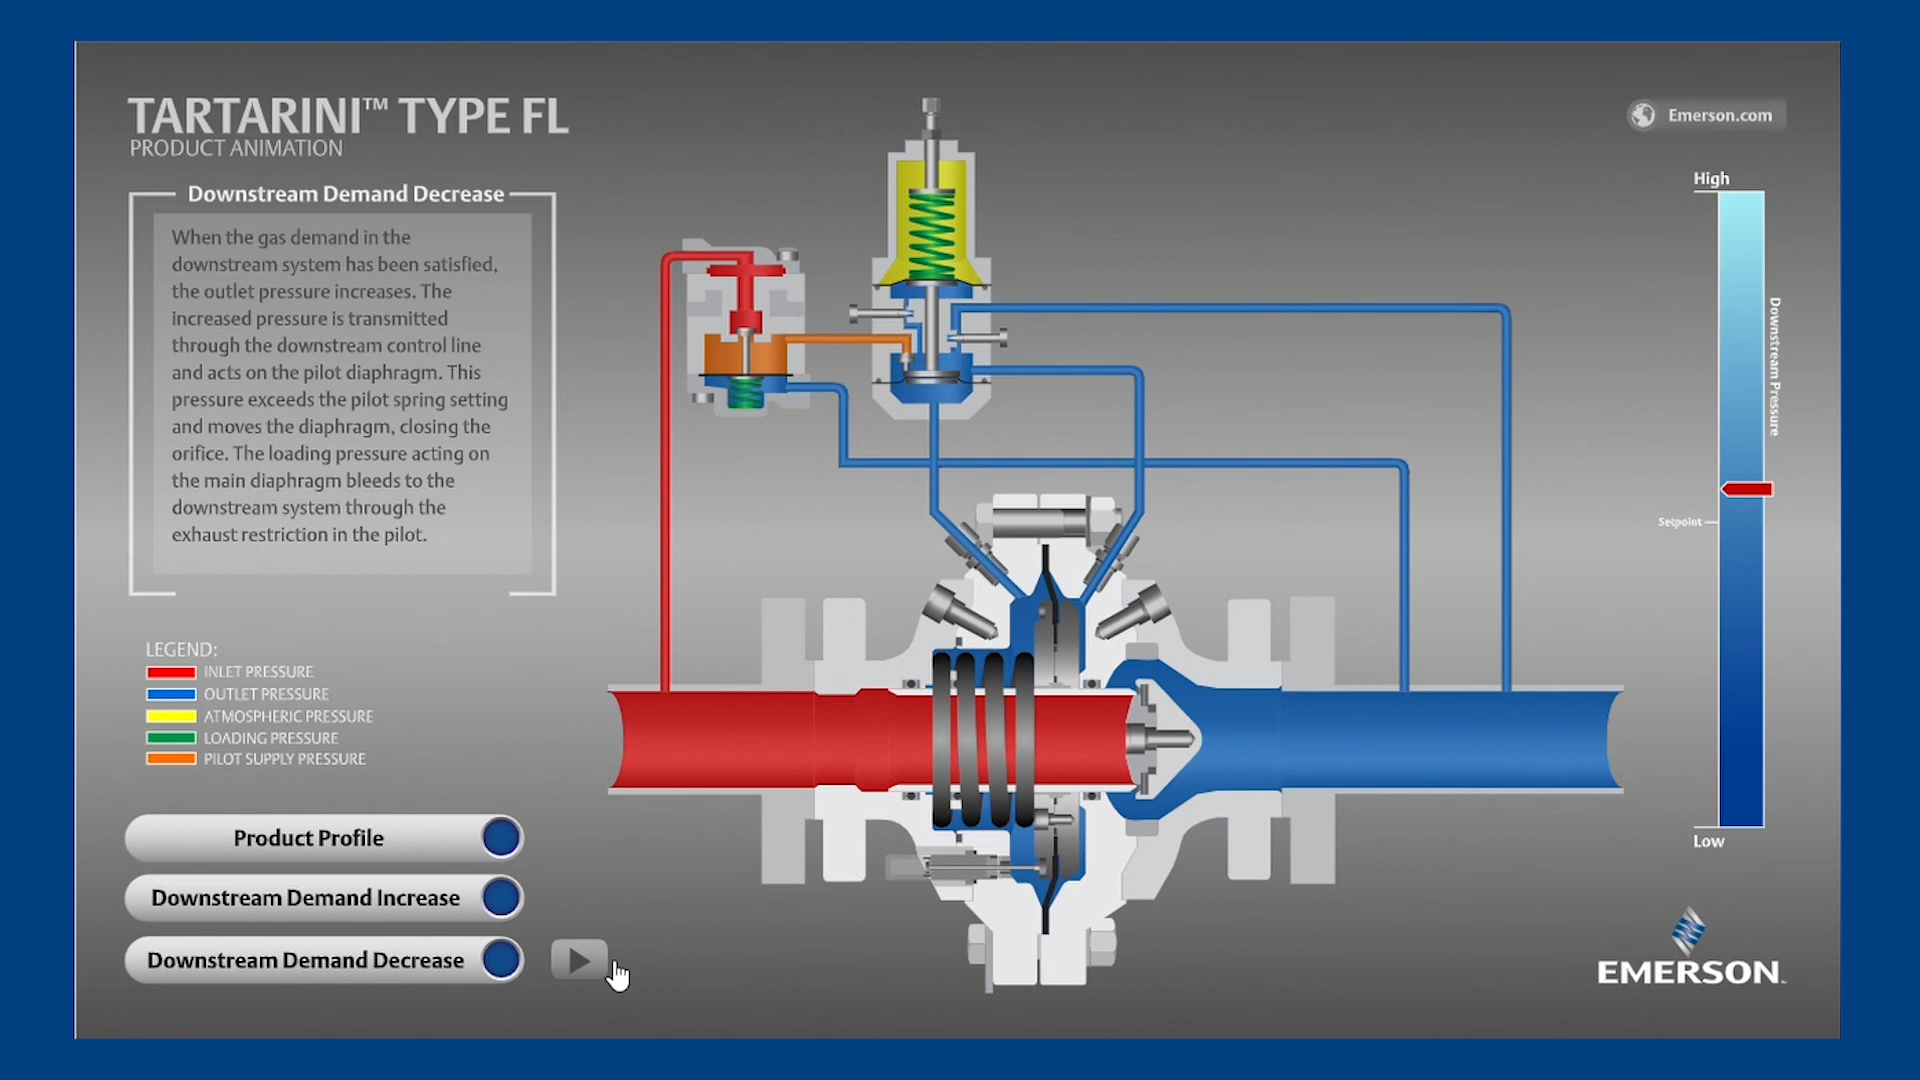 TARTARINI™ TYPE FL
PRODUCT ANIMATION
Emerson.com
Downstream Demand Decrease
When the gas demand in the
downstream system has been satisfied,
the outlet pressure increases. The
increased pressure is transmitted
through the downstream control line
and acts on the pilot diaphragm. This
pressure exceeds the pilot spring setting
and moves the diaphragm, closing the
orifice. The loading pressure acting on
the main diaphragm bleeds to the
downstream system through the
exhaust restriction in the pilot.
LEGEND:
INLET PRESSURE
OUTLET PRESSURE
ATMOSPHERIC PRESSURE
LOADING PRESSURE
PILOT SUPPLY PRESSURE
Product Profile
Downstream Demand Increase
Downstream Demand Decrease
High
Downstream Pressure
Setpoint
Low
EMERSON™